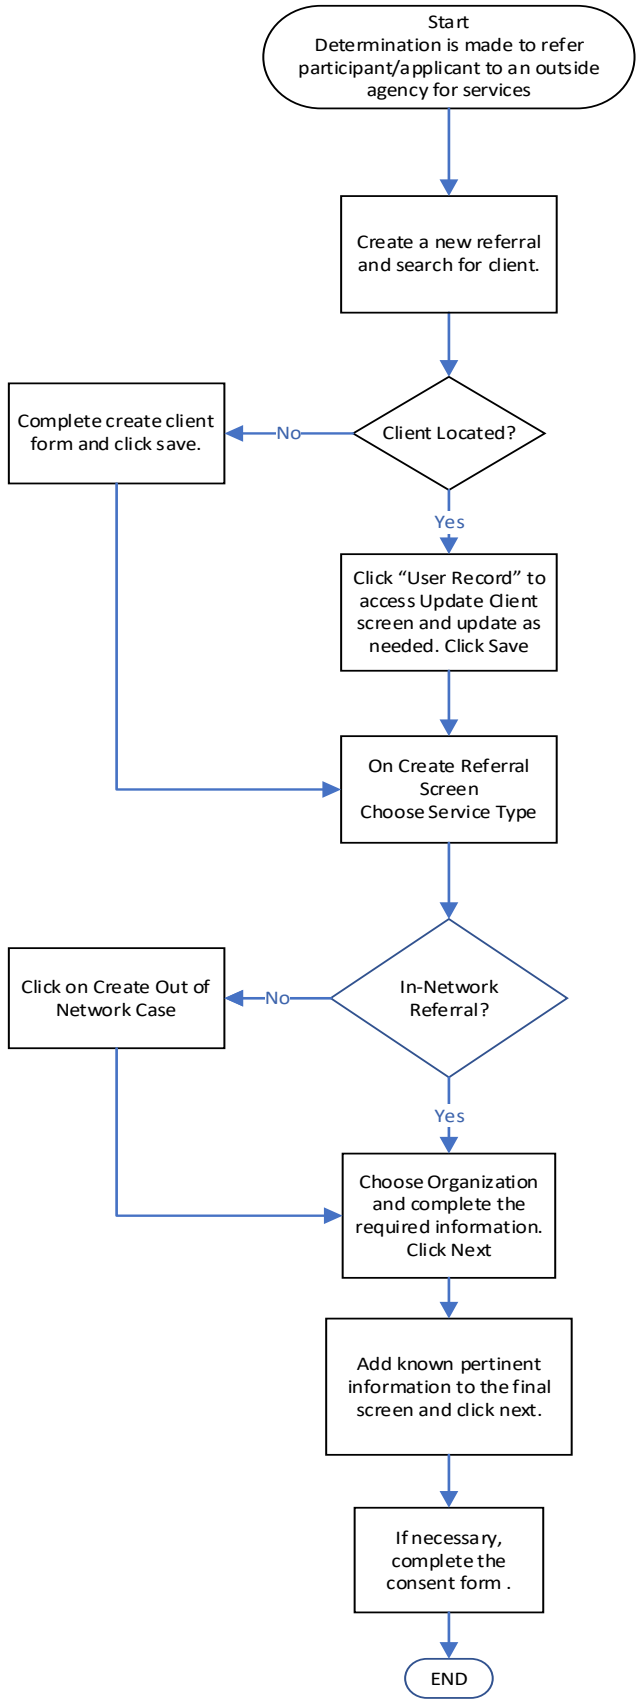 Start
Determination is made to refer
participant/applicant to an outside
agency for services
Create a new referral
and search for client.
Complete create client
form and click save.
No
Client Located?
Yes
Click “User Record” to
access Update Client
screen and update as
needed. Click Save
On Create Referral
Screen
Choose Service Type
Click on Create Out of
Network Case
No
In-Network
Referral?
Yes
Choose Organization
and complete the
required information.
Click Next
Add known pertinent
information to the final
screen and click next.
If necessary,
complete the
consent form .
END